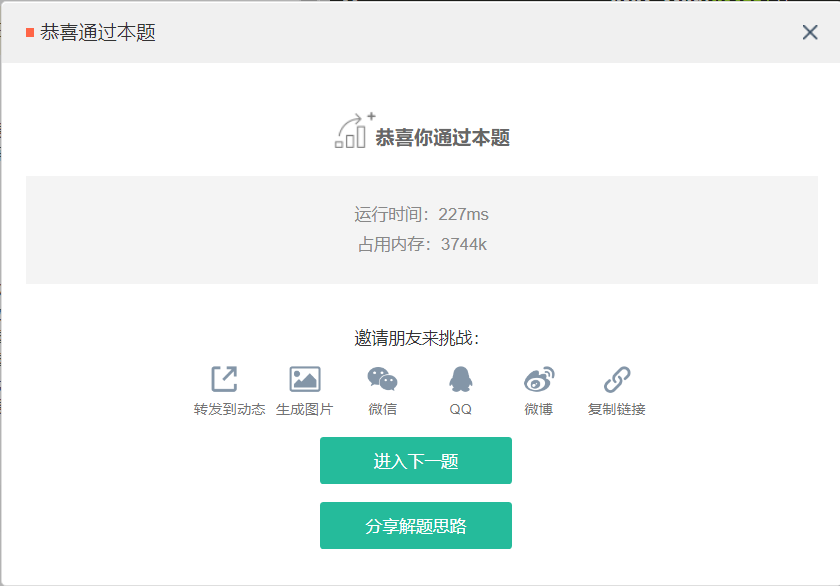 恭喜通过本题
恭喜你通过本题
运行时间：227ms
占用内存：3744k
邀请朋友来挑战：
转发到动态 生成图片 微信 QQ 微博 复制链接
进入下一题
分享解题思路